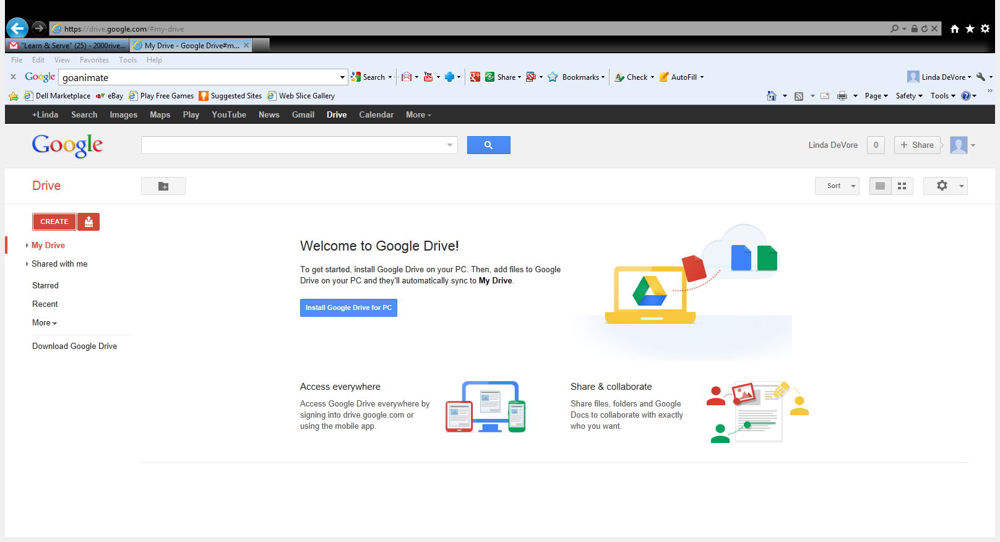 https://drive.google.com/#my-drive
"Learn & Serve" (25) - 2000rive... My Drive - Google Drive#m...
File Edit View Favorites Tools Help
x Google goanimate Search Share Bookmarks Check AutoFill Linda DeVore
Dell Marketplace eBay Play Free Games Suggested Sites Web Slice Gallery Page Safety Tools
+Linda Search Images Maps Play YouTube News Gmail Drive Calendar More
Google Linda DeVore 0 + Share
Drive Sort
CREATE
My Drive
Shared with me
Starred
Recent
More
Download Google Drive
Welcome to Google Drive!
To get started, install Google Drive on your PC. Then, add files to Google
Drive on your PC and they'll automatically sync to My Drive.
Install Google Drive for PC
Access everywhere
Access Google Drive everywhere by
signing into drive.google.com or
using the mobile app.
Share & collaborate
Share files, folders and Google
Docs to collaborate with exactly
who you want.